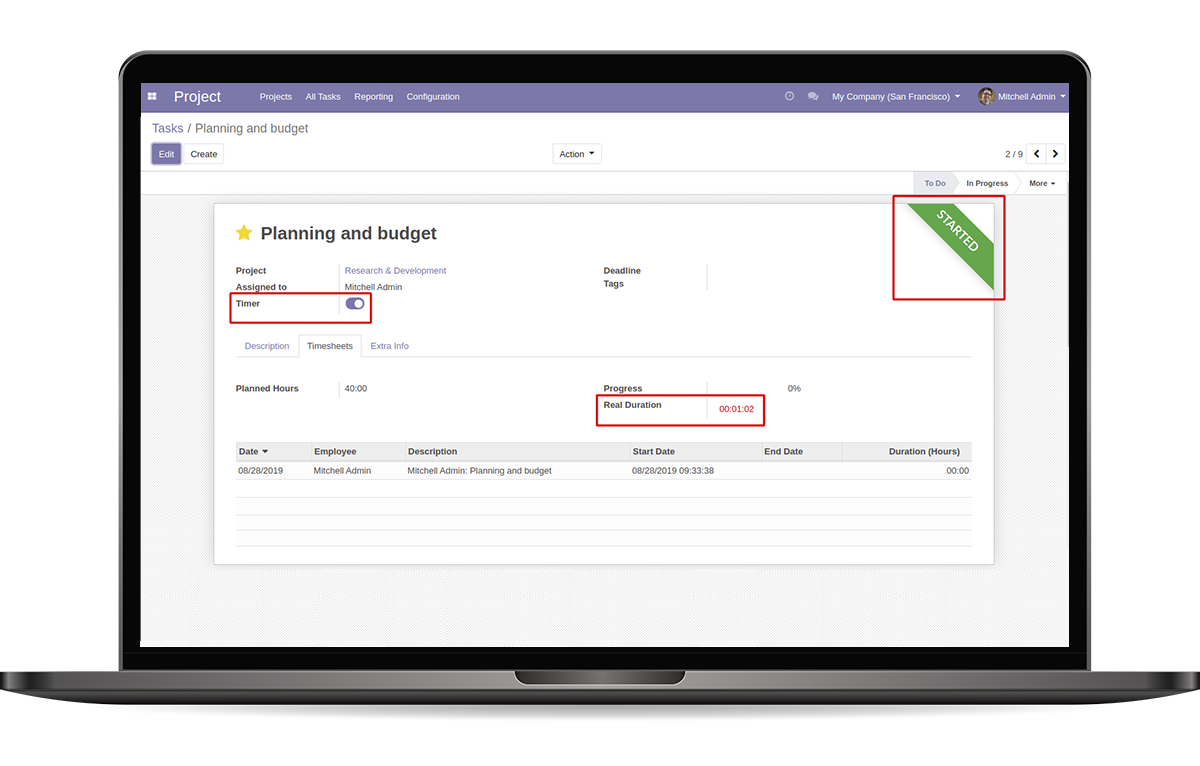 Project Projects All Tasks Reporting Configuration My Company (San Francisco) Mitchell Admin
Tasks / Planning and budget
Edit Create Action 2 / 9
To Do In Progress More
STARTED
Planning and budget
Project Research & Development Deadline
Assigned to Mitchell Admin Tags
Timer
Description Timesheets Extra Info
Planned Hours 40:00 Progress 0%
Real Duration 00:01:02
Date Employee Description Start Date End Date Duration (Hours)
08/28/2019 Mitchell Admin Mitchell Admin: Planning and budget 08/28/2019 09:33:38 00:00